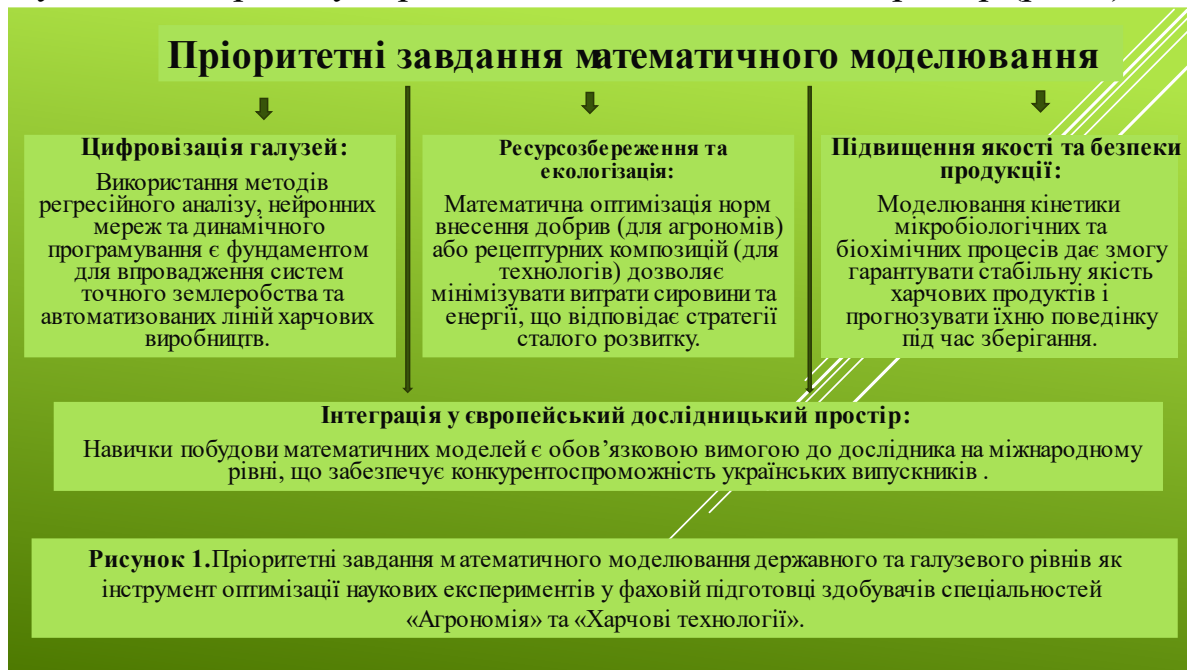 Пріоритетні завдання математичного моделювання
Цифровізація галузей:
Використання методів
регресійного аналізу, нейронних
мереж та динамічного
програмування є фундаментом
для впровадження систем
точного землеробства та
автоматизованих ліній харчових
виробництв.
Ресурсозбереження та
екологізація:
Математична оптимізація норм
внесення добрив (для агрономів)
або рецептурних композицій (для
технологів) дозволяє
мінімізувати витрати сировини та
енергії, що відповідає стратегії
сталого розвитку.
Підвищення якості та безпеки
продукції:
Моделювання кінетики
мікробіологічних та
біохімічних процесів дає змогу
гарантувати стабільну якість
харчових продуктів і
прогнозувати їхню поведінку
під час зберігання.
Інтеграція у європейський дослідницький простір:
Навички побудови математичних моделей є обов’язковою вимогою до дослідника на міжнародному
рівні, що забезпечує конкурентоспроможність українських випускників .
Рисунок 1.Пріоритетні завдання математичного моделювання державного та галузевого рівнів як
інструмент оптимізації наукових експериментів у фаховій підготовці здобувачів спеціальностей
«Агрономія» та «Харчові технології».